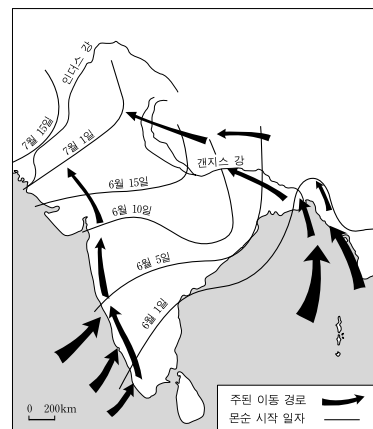 인더스 강
7월 15일
7월 1일
갠지스 강
6월 15일
6월 10일
6월 5일
6월 1일
0 200km
주된 이동 경로
몬순 시작 일자